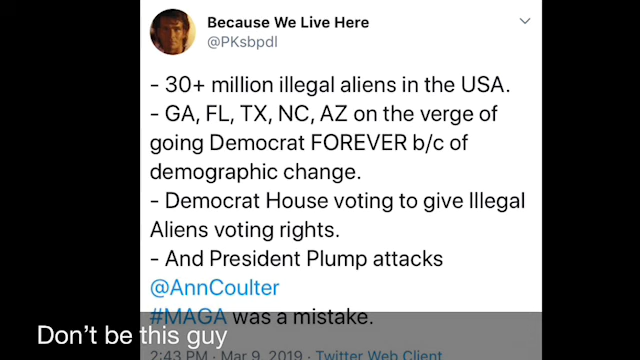 Because We Live Here
@PKsbpdl
- 30+ million illegal aliens in the USA.
- GA, FL, TX, NC, AZ on the verge of
going Democrat FOREVER b/c of
demographic change.
- Democrat House voting to give Illegal
Aliens voting rights.
- And President Plump attacks
@AnnCoulter
#MAGA was a mistake.
Don't be this guy
2:43 PM · Mar 9, 2019 · Twitter Web Client